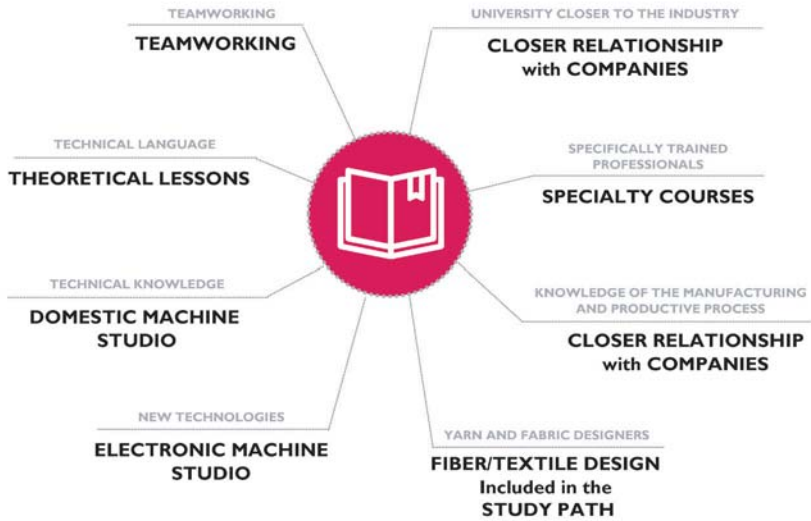 TEAMWORKING
TEAMWORKING
TECHNICAL LANGUAGE
THEORETICAL LESSONS
TECHNICAL KNOWLEDGE
DOMESTIC MACHINE
STUDIO
NEW TECHNOLOGIES
ELECTRONIC MACHINE
STUDIO
UNIVERSITY CLOSER TO THE INDUSTRY
CLOSER RELATIONSHIP
with COMPANIES
SPECIFICALLY TRAINED
PROFESSIONALS
SPECIALTY COURSES
KNOWLEDGE OF THE MANUFACTURING
AND PRODUCTIVE PROCESS
CLOSER RELATIONSHIP
with COMPANIES
YARN AND FABRIC DESIGNERS
FIBER/TEXTILE DESIGN
Included in the
STUDY PATH